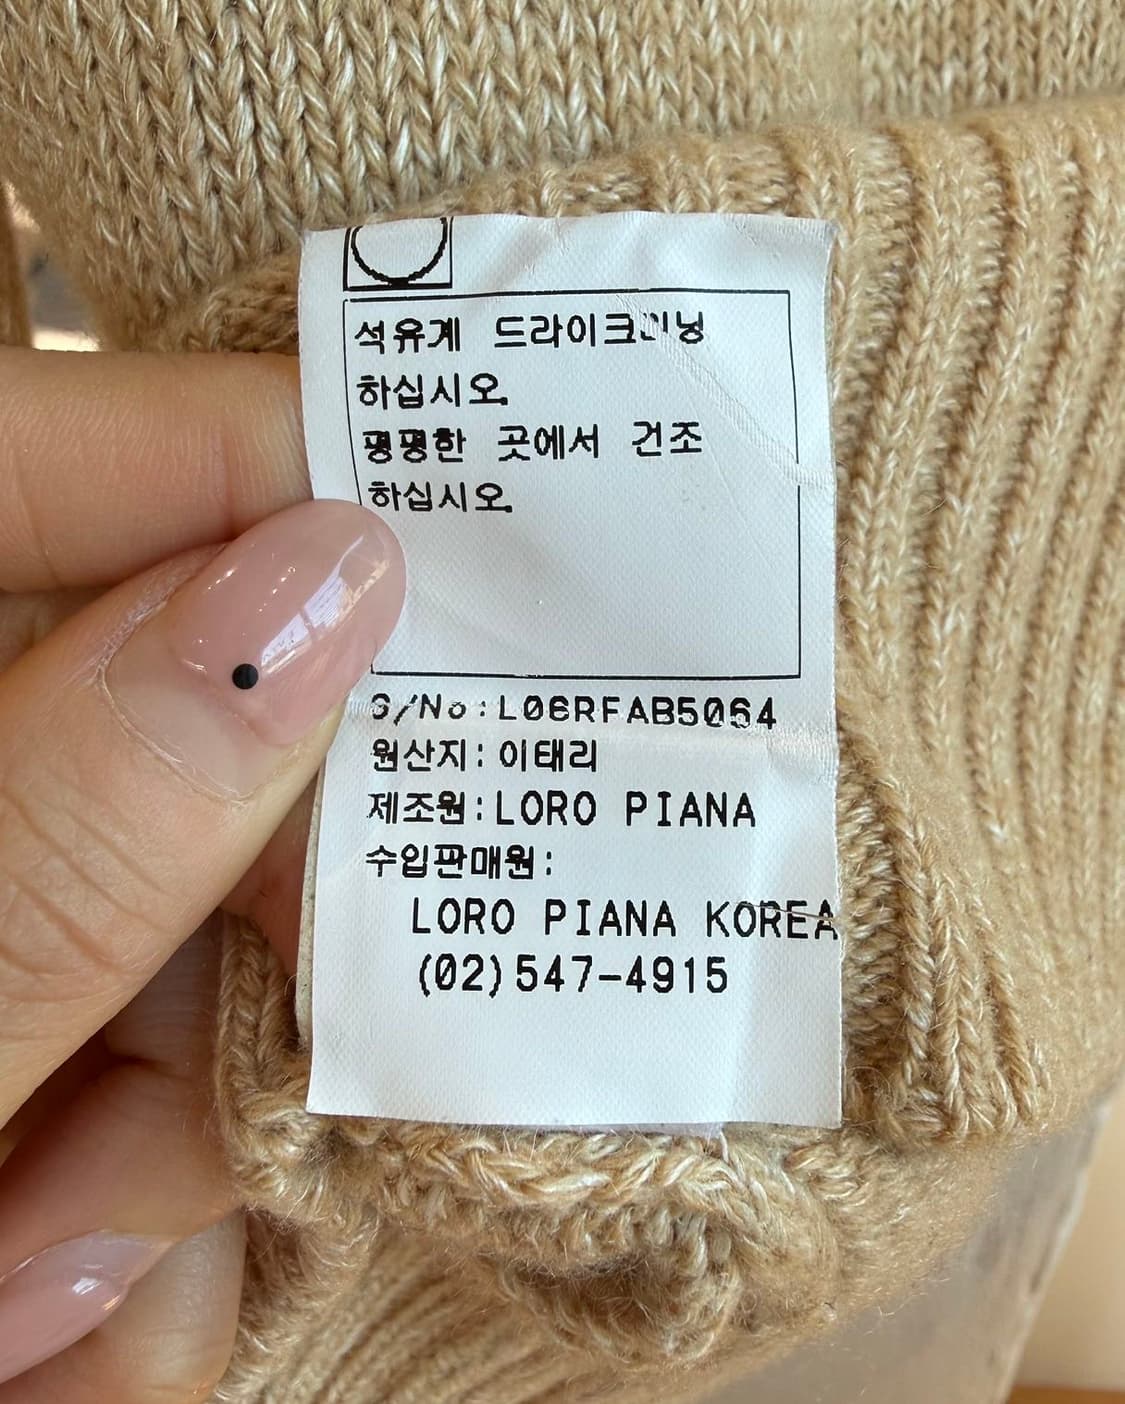 석유계 드라이크리닝
하십시오.
평평한 곳에서 건조
하십시오.
S/No:L06RFAB5064
원산지:이태리
제조원:LORO PIANA
수입판매원:
LORO PIANA KOREA
(02)547-4915